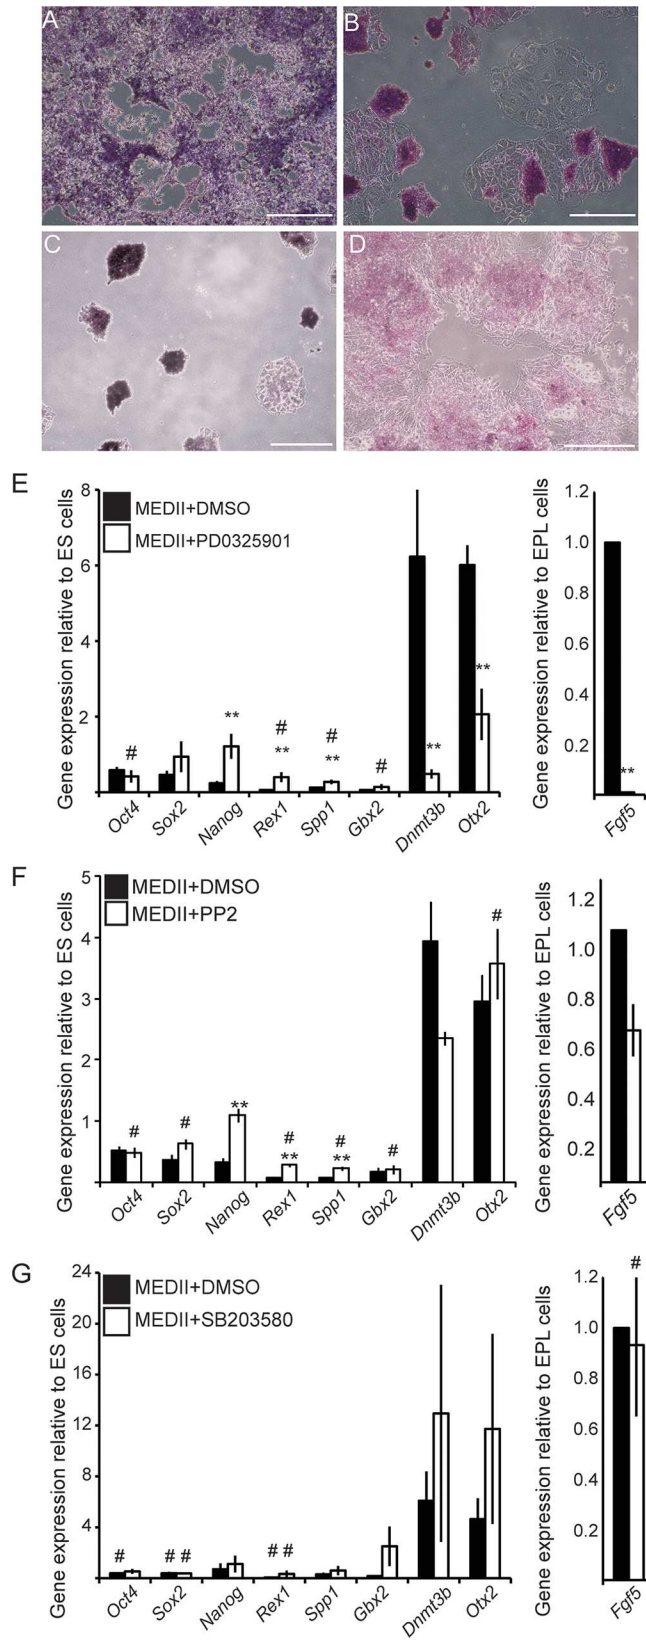 A
B
C
D
E
Gene expression relative to ES cells
8
6
4
2
MEDII+DMSO
MEDII+PD0325901
#
**
#
**
#
**
#
**
**
Oct4
Sox2
Nanog
Rex1
Spp1
Gbx2
Dnmt3b
Otx2
Gene expression relative to EPL cells
1.2
1.0
0.8
0.6
0.4
0.2
**
Fgf5
F
Gene expression relative to ES cells
5
4
3
2
1
MEDII+DMSO
MEDII+PP2
#
#
**
#
**
#
**
#
#
Oct4
Sox2
Nanog
Rex1
Spp1
Gbx2
Dnmt3b
Otx2
Gene expression relative to EPL cells
1.2
1.0
0.8
0.6
0.4
0.2
Fgf5
G
Gene expression relative to ES cells
24
20
16
12
8
4
MEDII+DMSO
MEDII+SB203580
#
# #
# #
Oct4
Sox2
Nanog
Rex1
Spp1
Gbx2
Dnmt3b
Otx2
Gene expression relative to EPL cells
1.2
1.0
0.8
0.6
0.4
0.2
#
Fgf5